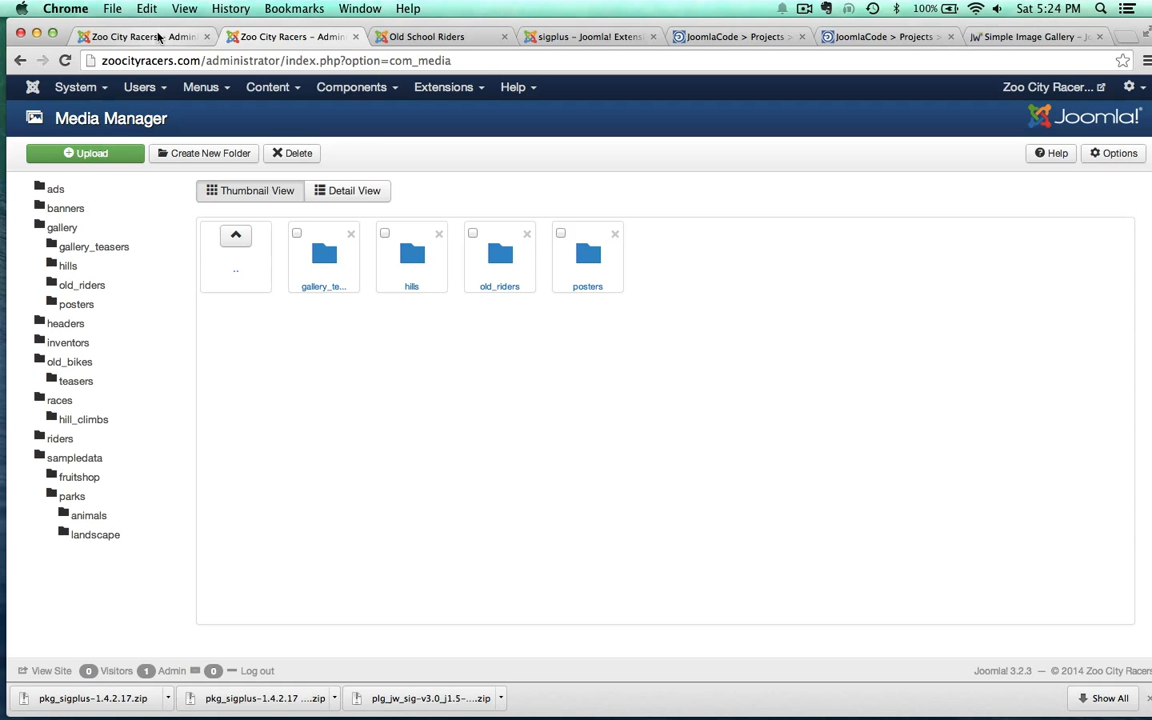 Chrome File Edit View History Bookmarks Window Help 100% Sat 5:24 PM
Zoo City Racers - Admin Zoo City Racers – Admin Old School Riders sigplus – Joomla! Extens JoomlaCode > Projects > JoomlaCode > Projects > JW Simple Image Gallery – Jo
zoocityracers.com/administrator/index.php?option=com_media
System Users Menus Content Components Extensions Help Zoo City Racer...
Media Manager Joomla!®
Upload Create New Folder Delete Help Options
ads
Thumbnail View Detail View
banners
gallery
gallery_teasers
hills
old_riders
posters
..
gallery_te... hills old_riders posters
headers
inventors
old_bikes
teasers
races
hill_climbs
riders
sampledata
fruitshop
parks
animals
landscape
View Site 0 Visitors 1 Admin 0 Log out Joomla! 3.2.3 — © 2014 Zoo City Racers
pkg_sigplus-1.4.2.17.zip pkg_sigplus-1.4.2.17 ....zip plg_jw_sig-v3.0_j1.5-....zip Show All